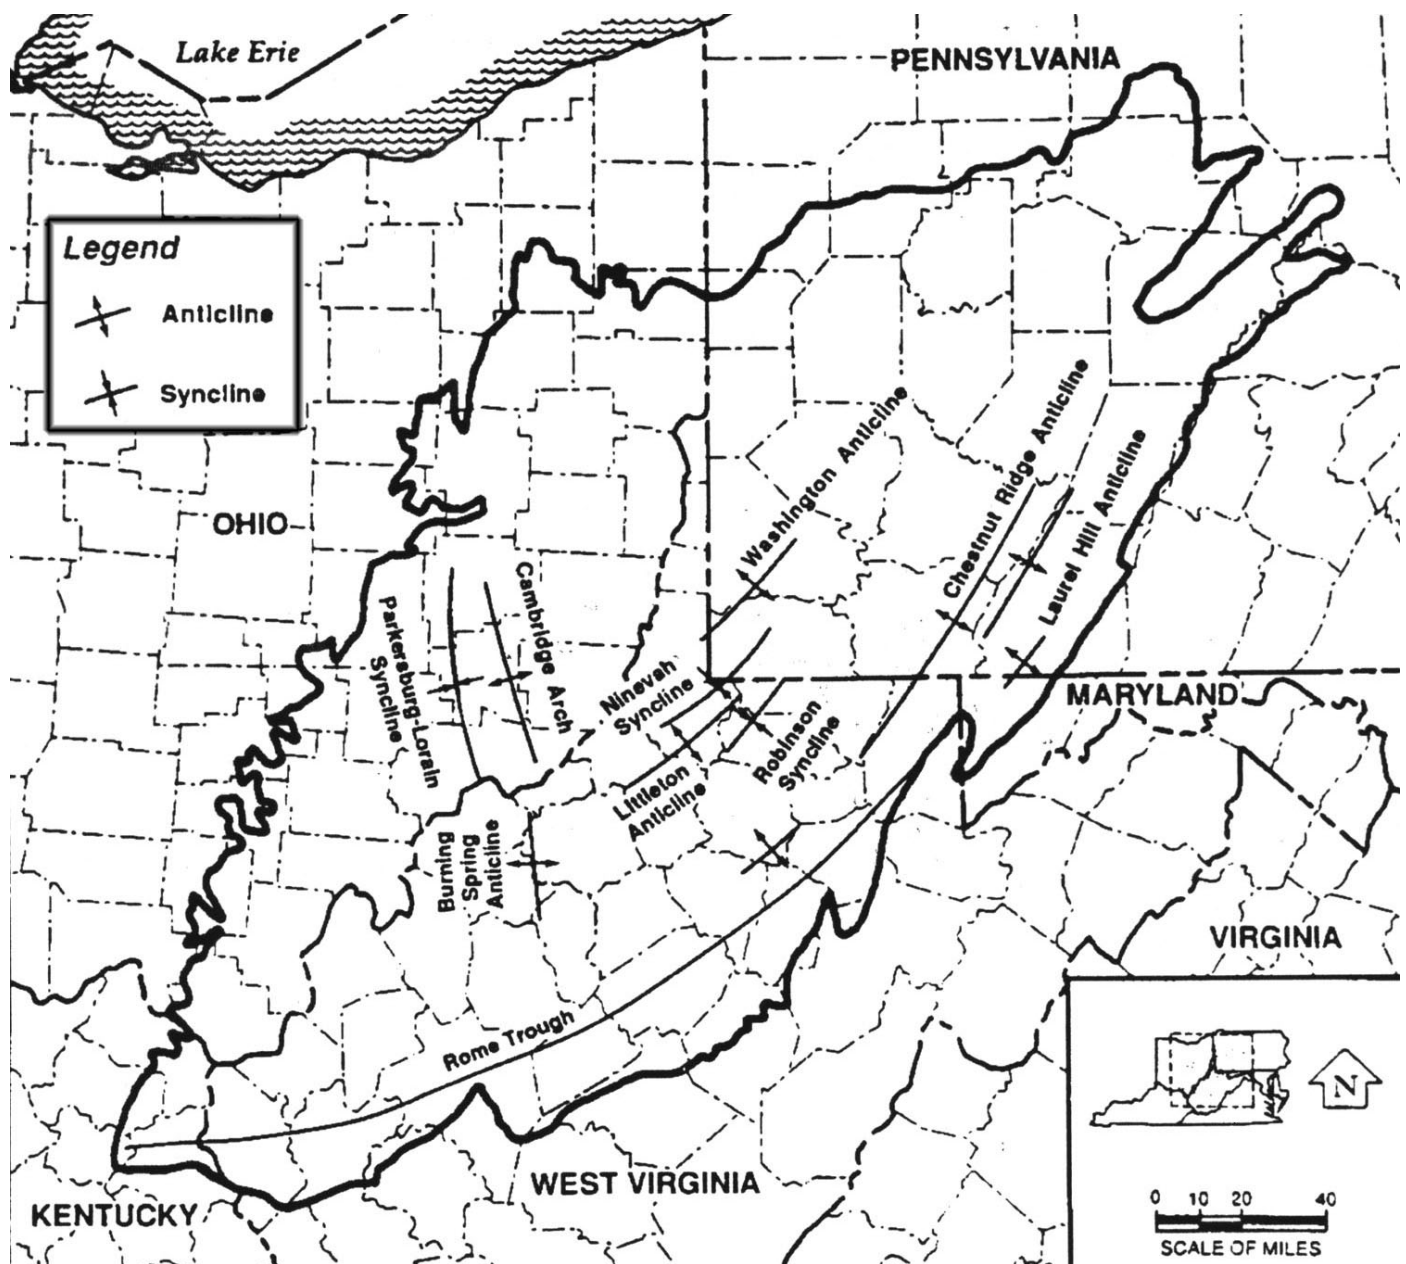 Lake Erie
PENNSYLVANIA
Legend
Anticline
Syncline
OHIO
Washington Anticline
Chestnut Ridge Anticline
Laurel Hill Anticline
Parkersburg-Lorain
Syncline
Cambridge Arch
Ninevah
Syncline
Robinson
Syncline
Littleton
Anticline
MARYLAND
Burning
Spring
Anticline
VIRGINIA
Rome Trough
WEST VIRGINIA
KENTUCKY
N
0 10 20 40
SCALE OF MILES